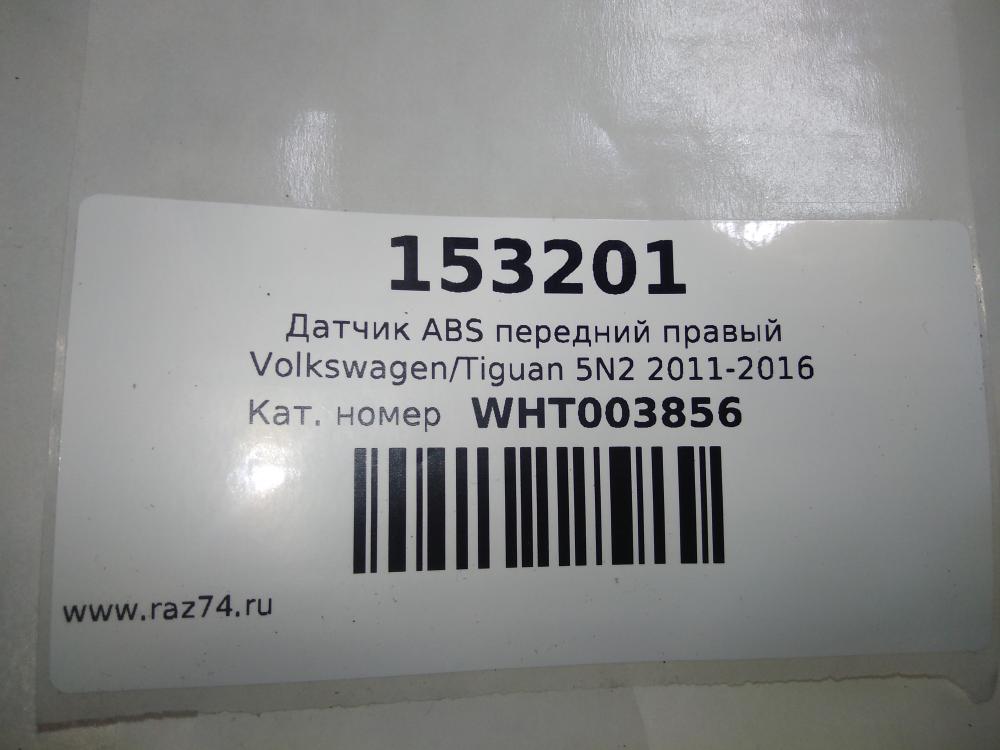 153201
Датчик ABS передний правый
Volkswagen/Tiguan 5N2 2011-2016
Кат. номер WHT003856
www.raz74.ru